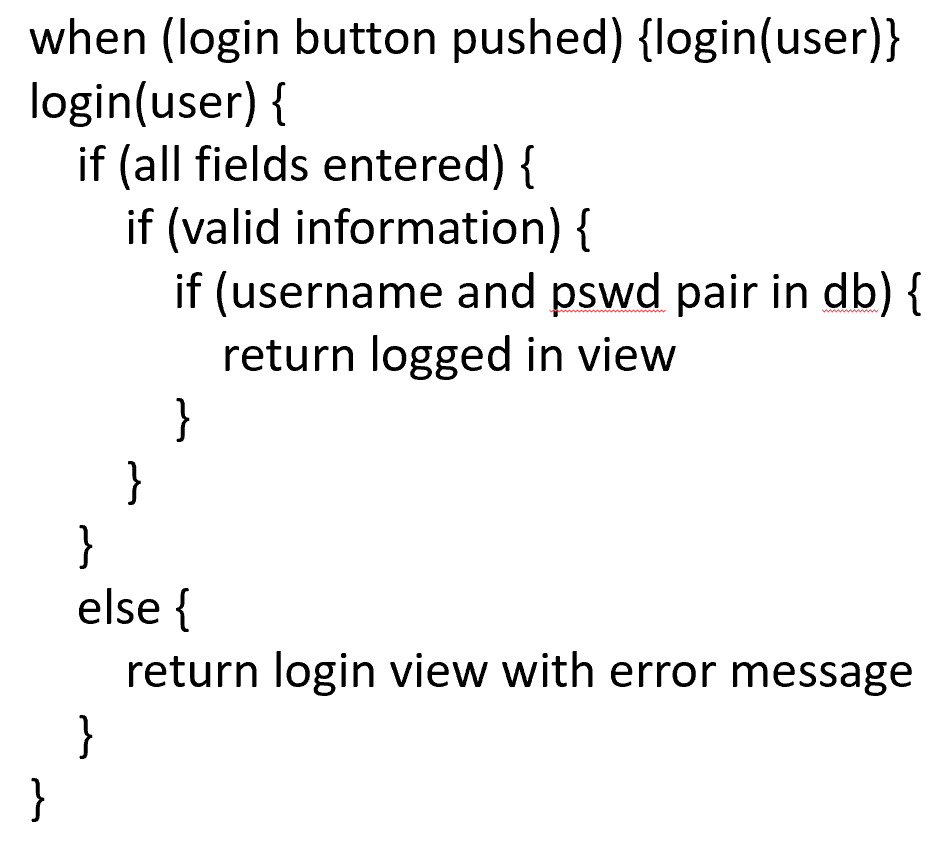 when (login button pushed) {login(user)}
login(user) {
if (all fields entered) {
if (valid information) {
if (username and pswd pair in db) {
return logged in view
}
}
}
else {
return login view with error message
}
}